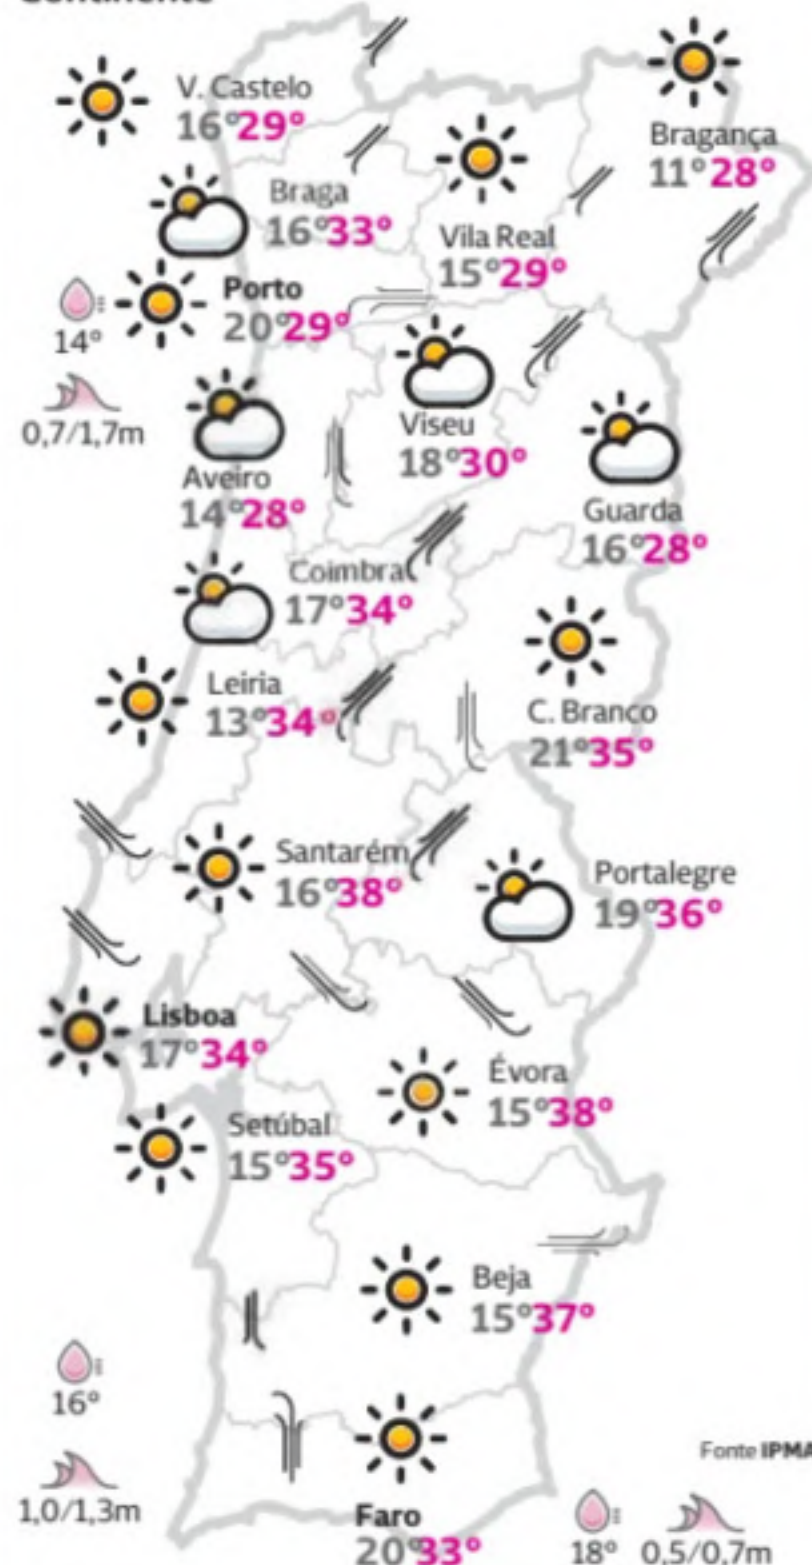 Continente
V. Castelo
16° 29°
Bragança
11° 28°
Braga
16° 33°
Vila Real
15° 29°
Porto
20° 29°
14°
0,7/1,7m
Viseu
18° 30°
Aveiro
14° 28°
Guarda
16° 28°
Coimbra
17° 34°
Leiria
13° 34°
C. Branco
21° 35°
Santarém
16° 38°
Portalegre
19° 36°
Lisboa
17° 34°
Évora
15° 38°
Setúbal
15° 35°
Beja
15° 37°
16°
1,0/1,3m
Fonte IPMA
Faro
20° 33°
18°
0,5/0,7m